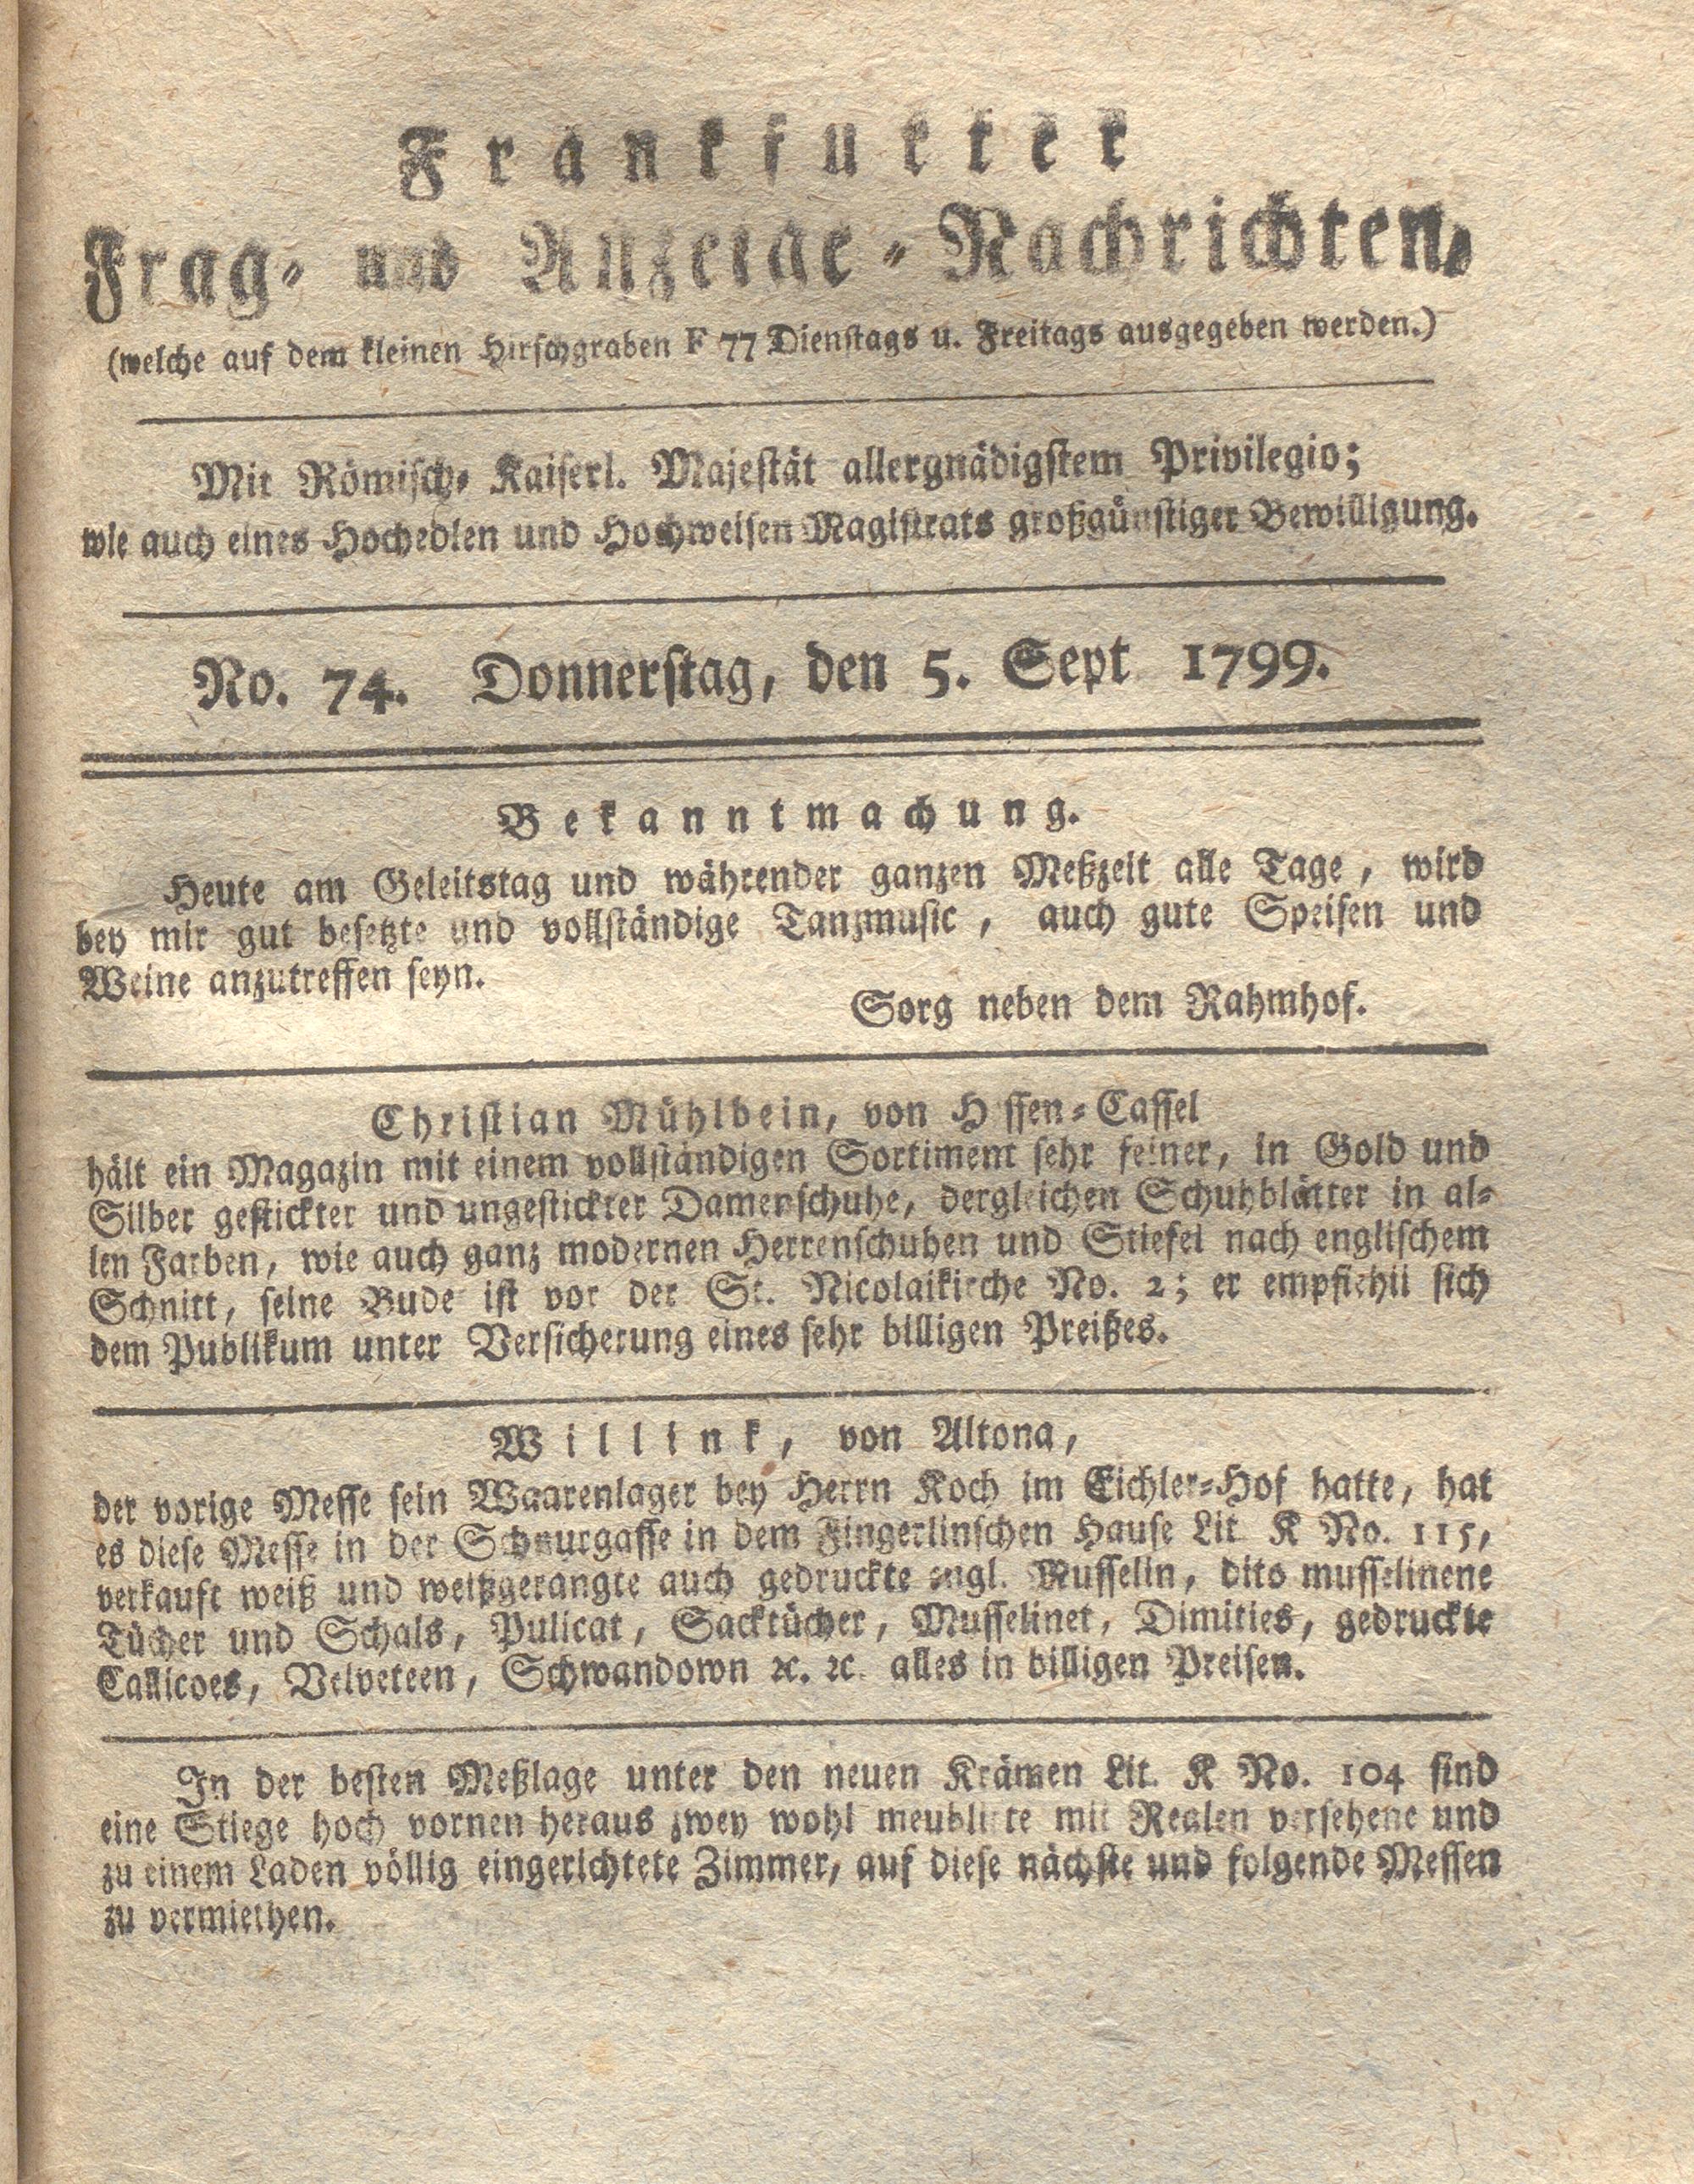 Frankfurter
Frag- und Anzeige-Nachrichten,
(welche auf dem kleinen Hirschgraben F 77 Dienstags u. Freitags ausgegeben werden.)
Mit Römisch- Kaiserl. Majestät allergnädigstem Privilegio;
wie auch eines Hochedlen und Hochweisen Magistrats großgünstiger Bewilligung.
No. 74. Donnerstag, den 5. Sept 1799.
Bekanntmachung.
Heute am Geleitstag und währender ganzen Meßzeit alle Tage, wird
bey mir gut besetzte und vollständige Tanzmusic, auch gute Speisen und
Weine anzutreffen seyn.
Sorg neben dem Rahmhof.
Christian Mühlbein, von H ssen-Cassel
hält ein Magazin mit einem vollständigen Sortiment sehr feiner, in Gold und
Silber gestickter und ungestickter Damenschuhe, dergleichen Schuhblätter in al-
len Farben, wie auch ganz modernen Herrenschuhen und Stiefel nach englischem
Schnitt, seine Bude ist vor der St. Nicolaikirche No. 2; er empfiehlt sich
dem Publikum unter Versicherung eines sehr billigen Preißes.
Willink, von Altona,
der vorige Messe sein Waarenlager bey Herrn Koch im Eichler-Hof hatte, hat
es diese Messe in der Schnurgasse in dem Fingerlinschen Hause Lit. K No. 115,
verkauft weiß und weißgerangte auch gedruckte engl. Musselin, dito musselinene
Tücher und Schals, Pulicat, Sacktücher, Musselinet, Dimities, gedruckte
Callicoes, Velveteen, Schwandown ꝛc. ꝛc. alles in billigen Preisen.
In der besten Meßlage unter den neuen Krämen Lit. K No. 104 sind
eine Stiege hoch vornen heraus zwey wohl meublirte mit Realen versehene und
zu einem Laden völlig eingerichtete Zimmer, auf diese nächste und folgende Messen
zu vermiethen.